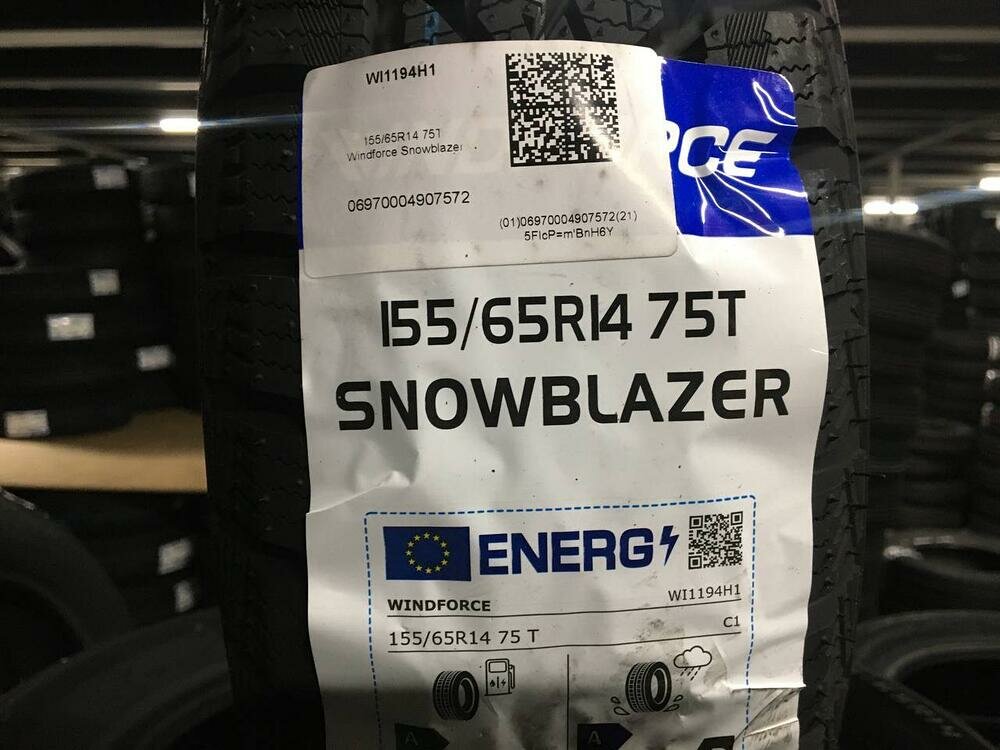 WI1194H1
155/65R14 75T
Windforce Snowblazer
06970004907572
(01)06970004907572(21)
5FIcP=m'BnH6Y
RCE
155/65R14 75T
SNOWBLAZER
ENERG
WINDFORCE
WI1194H1
155/65R14 75 T
C1
A
A